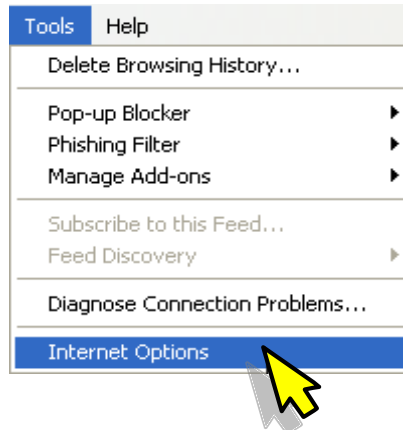 Tools Help
Delete Browsing History...
Pop-up Blocker
Phishing Filter
Manage Add-ons
Subscribe to this Feed...
Feed Discovery
Diagnose Connection Problems...
Internet Options